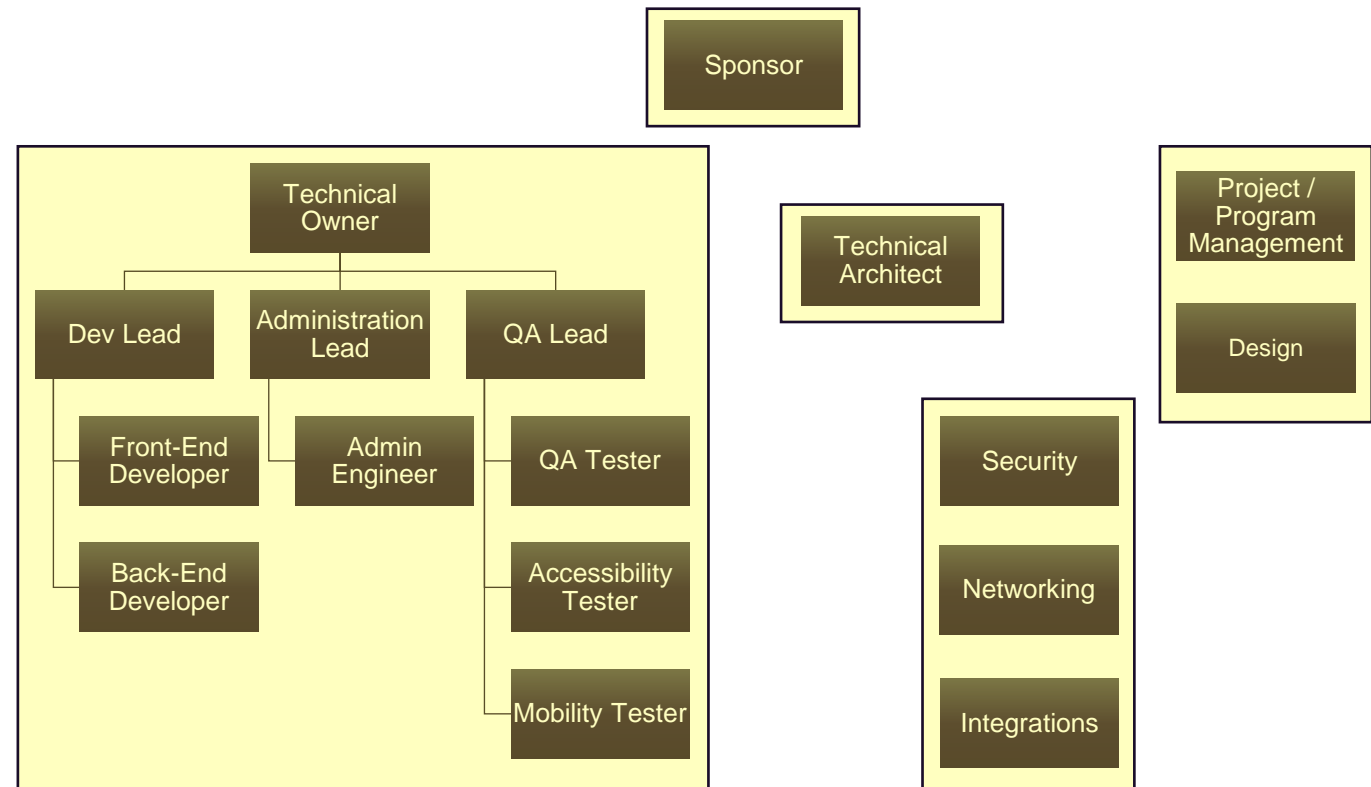 Sponsor
Technical
Owner
Dev Lead
Administration
Lead
QA Lead
Front-End
Developer
Back-End
Developer
Admin
Engineer
QA Tester
Accessibility
Tester
Mobility Tester
Technical
Architect
Project /
Program
Management
Design
Security
Networking
Integrations